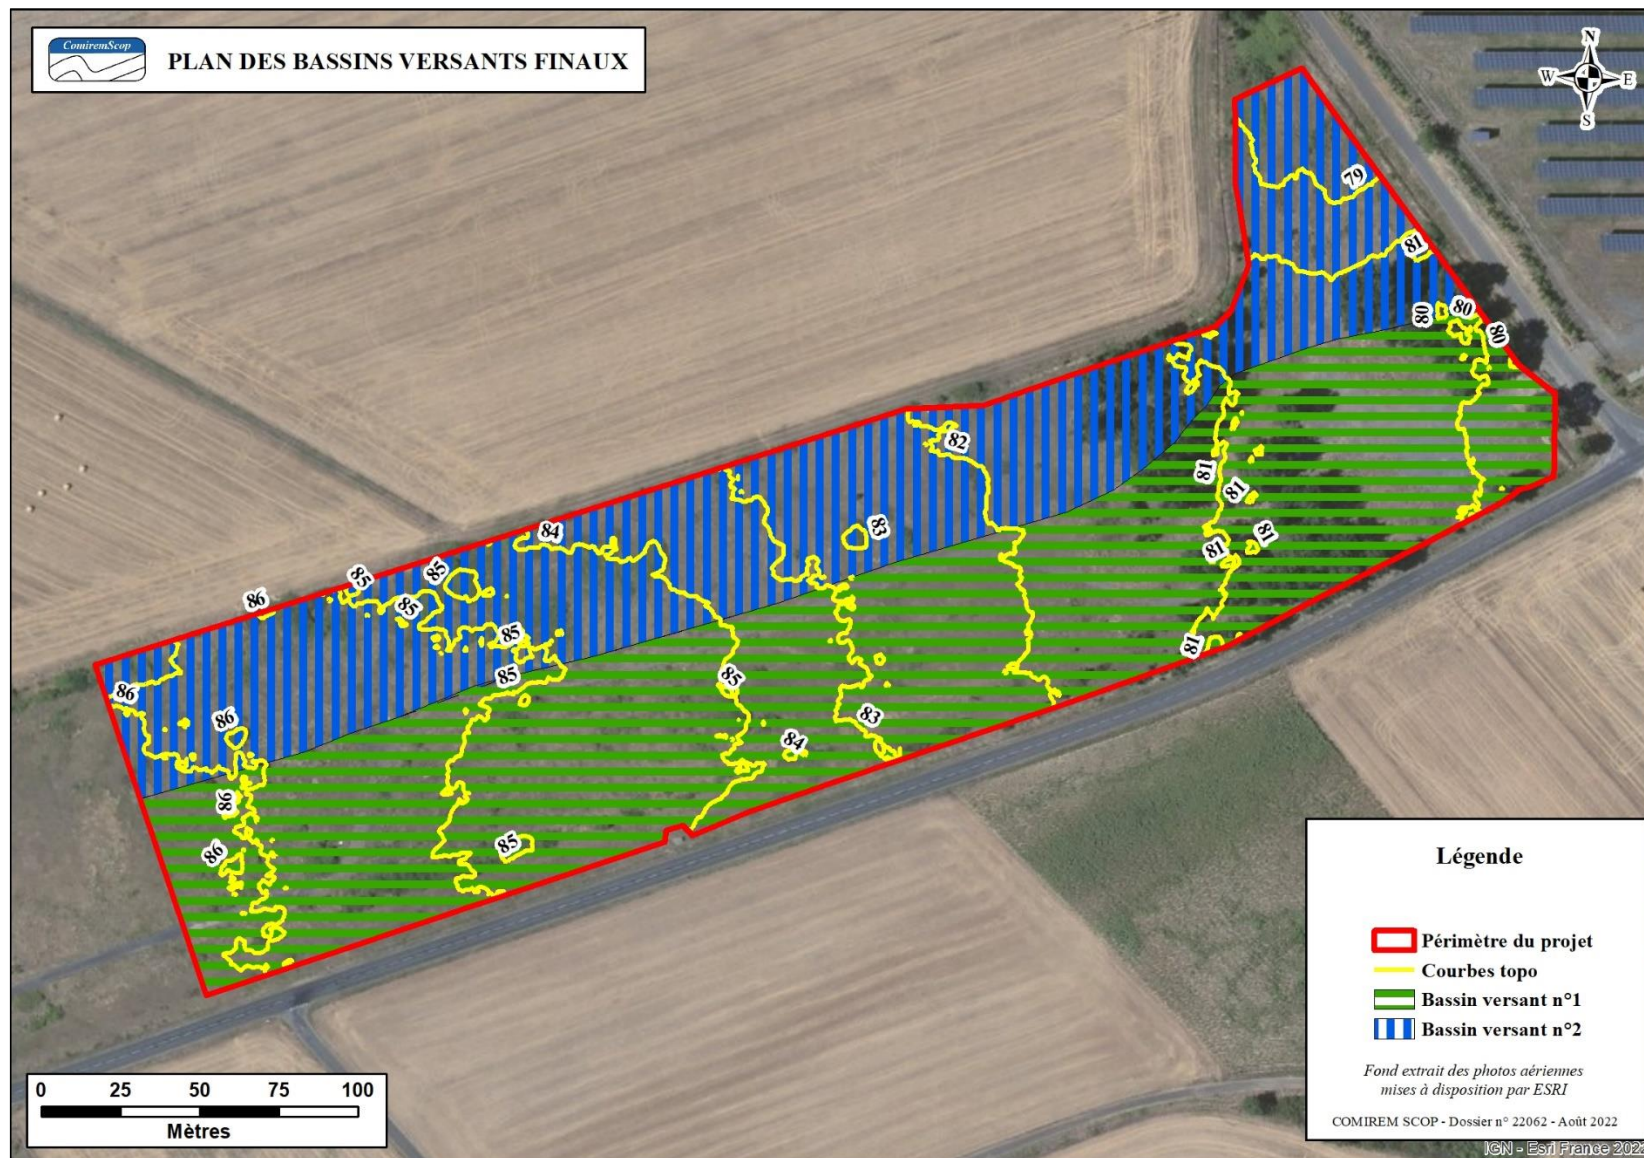 ComiremScop
PLAN DES BASSINS VERSANTS FINAUX
N
W E
S
79
81
80
80
80
82
81
81
81
83
84
81
85
85
85
86
85
81
85
86
85
83
86
84
86
85
86
Légende
Périmètre du projet
Courbes topo
Bassin versant n°1
Bassin versant n°2
Fond extrait des photos aériennes
mises à disposition par ESRI
COMIREM SCOP - Dossier n° 22062 - Août 2022
0 25 50 75 100
Mètres
IGN - Esri France 2022